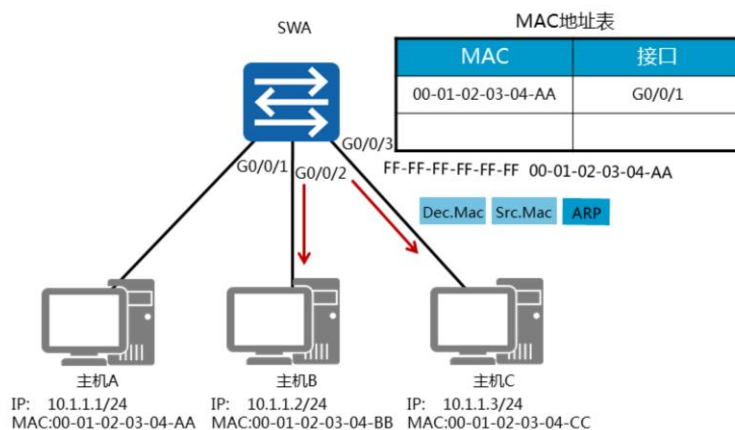 SWA
MAC地址表
MAC 接口
00-01-02-03-04-AA G0/0/1
G0/0/3
G0/0/1
G0/0/2
FF-FF-FF-FF-FF-FF 00-01-02-03-04-AA
Dec.Mac Src.Mac ARP
主机A 主机B 主机C
IP: 10.1.1.1/24 IP: 10.1.1.2/24 IP: 10.1.1.3/24
MAC:00-01-02-03-04-AA MAC:00-01-02-03-04-BB MAC:00-01-02-03-04-CC